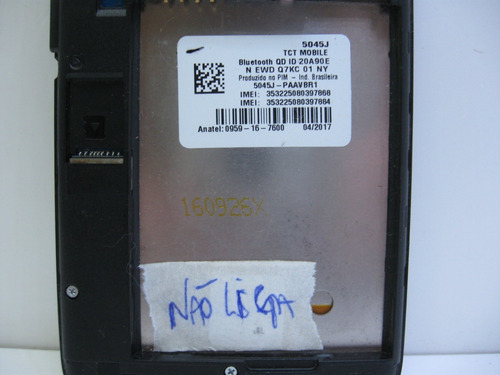 5045J
TCT MOBILE
Bluetooth QD ID 20A90E
N EWD Q7KC 01 NY
Produzido no PIM - Ind. Brasileira
5045J-PAAVBR1
IMEI: 353225080397868
IMEI: 353225080397884
Anatel: 0959-16-7600 04/2017
160826X
NÃO LIGA